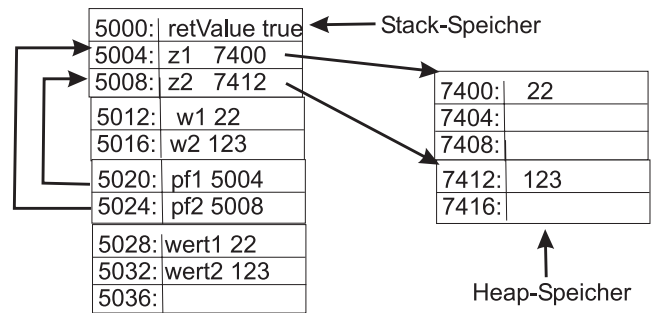 5000: retValue true
Stack-Speicher
5004: z1 7400
5008: z2 7412
5012: w1 22
5016: w2 123
5020: pf1 5004
5024: pf2 5008
5028: wert1 22
5032: wert2 123
5036:
7400: 22
7404:
7408:
7412: 123
7416:
Heap-Speicher